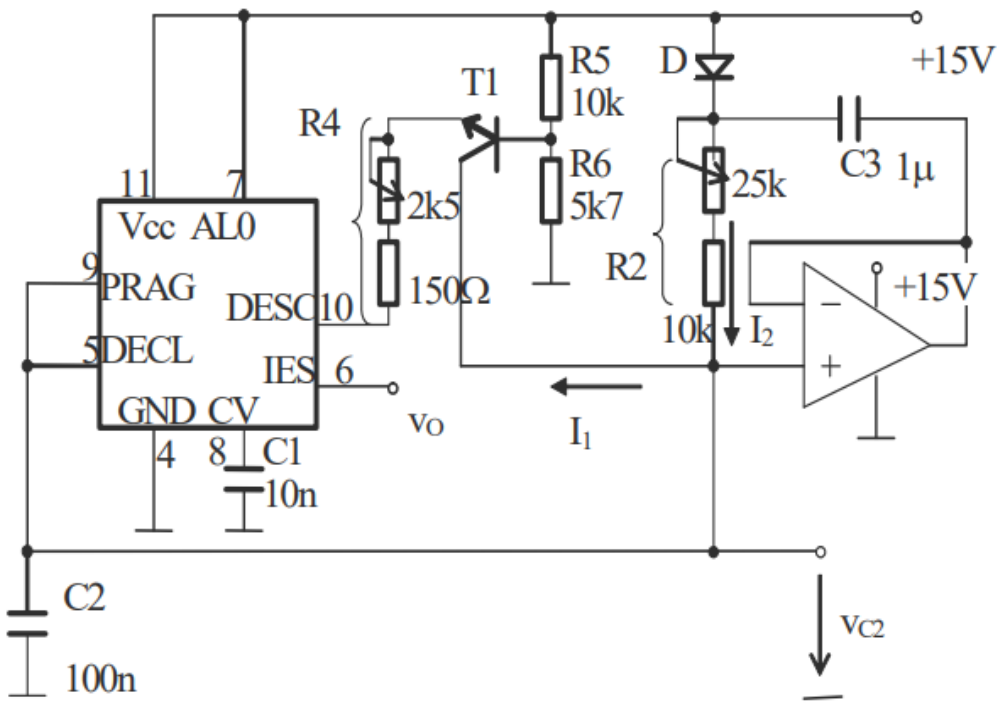 +15V
D
T1
R5
10k
R4
C3 1µ
R6
5k7
25k
2k5
11
7
Vcc AL0
9
PRAG
R2
150Ω
+15V
DESC 10
10k
I2
5 DECL
IES 6
−
+
GND CV
vO
I1
4
8
C1
10n
C2
100n
vC2